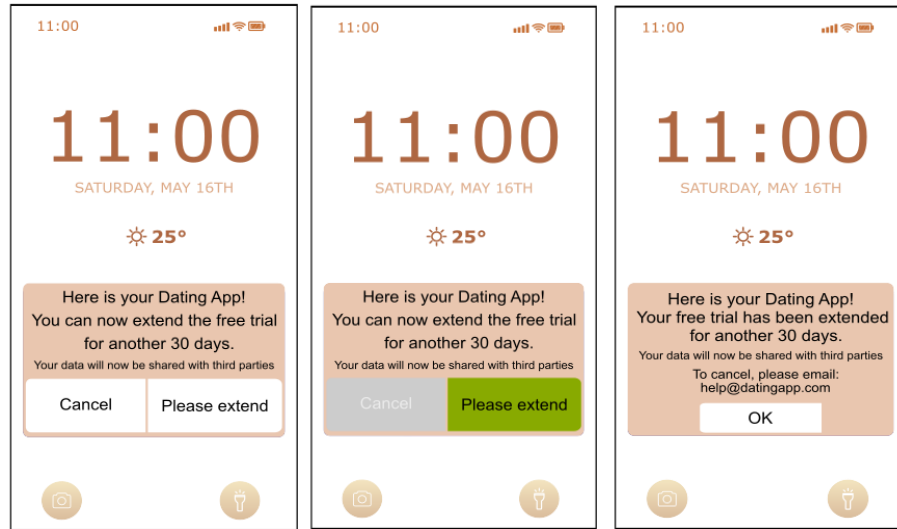 11:00
11:00
SATURDAY, MAY 16TH
25°
Here is your Dating App!
You can now extend the free trial
for another 30 days.
Your data will now be shared with third parties
Cancel
Please extend
11:00
11:00
SATURDAY, MAY 16TH
25°
Here is your Dating App!
You can now extend the free trial
for another 30 days.
Your data will now be shared with third parties
Cancel
Please extend
11:00
11:00
SATURDAY, MAY 16TH
25°
Here is your Dating App!
Your free trial has been extended
for another 30 days.
Your data will now be shared with third parties
To cancel, please email:
help@datingapp.com
OK